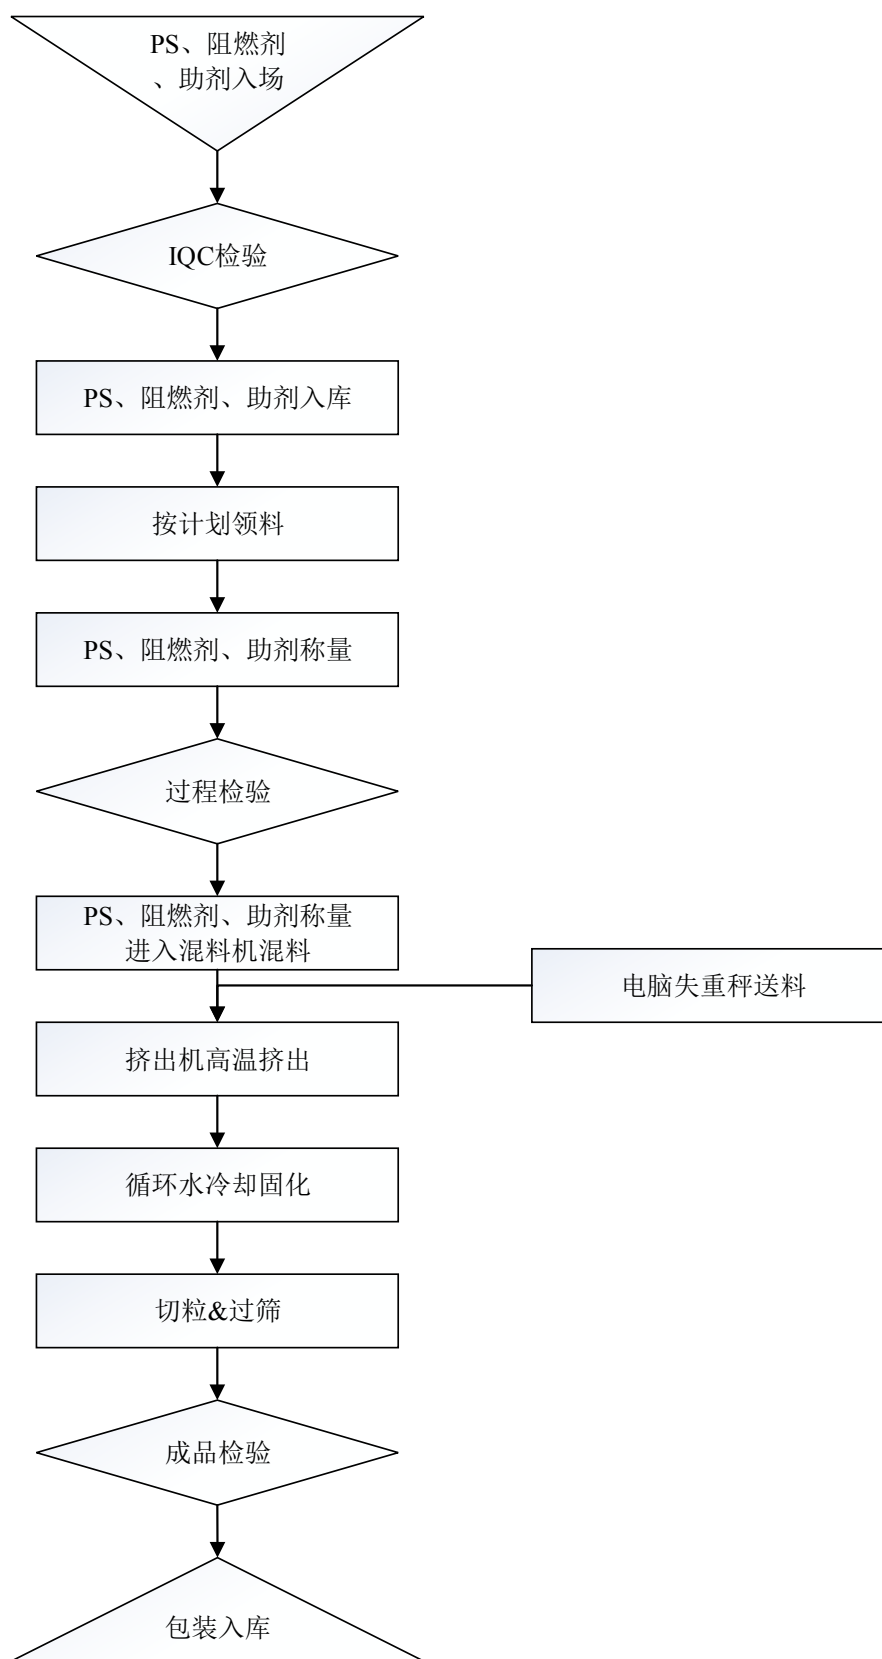 PS、阻燃剂
、助剂入场
IQC检验
PS、阻燃剂、助剂入库
按计划领料
PS、阻燃剂、助剂称量
过程检验
PS、阻燃剂、助剂称量
进入混料机混料
电脑失重秤送料
挤出机高温挤出
循环水冷却固化
切粒&过筛
成品检验
包装入库